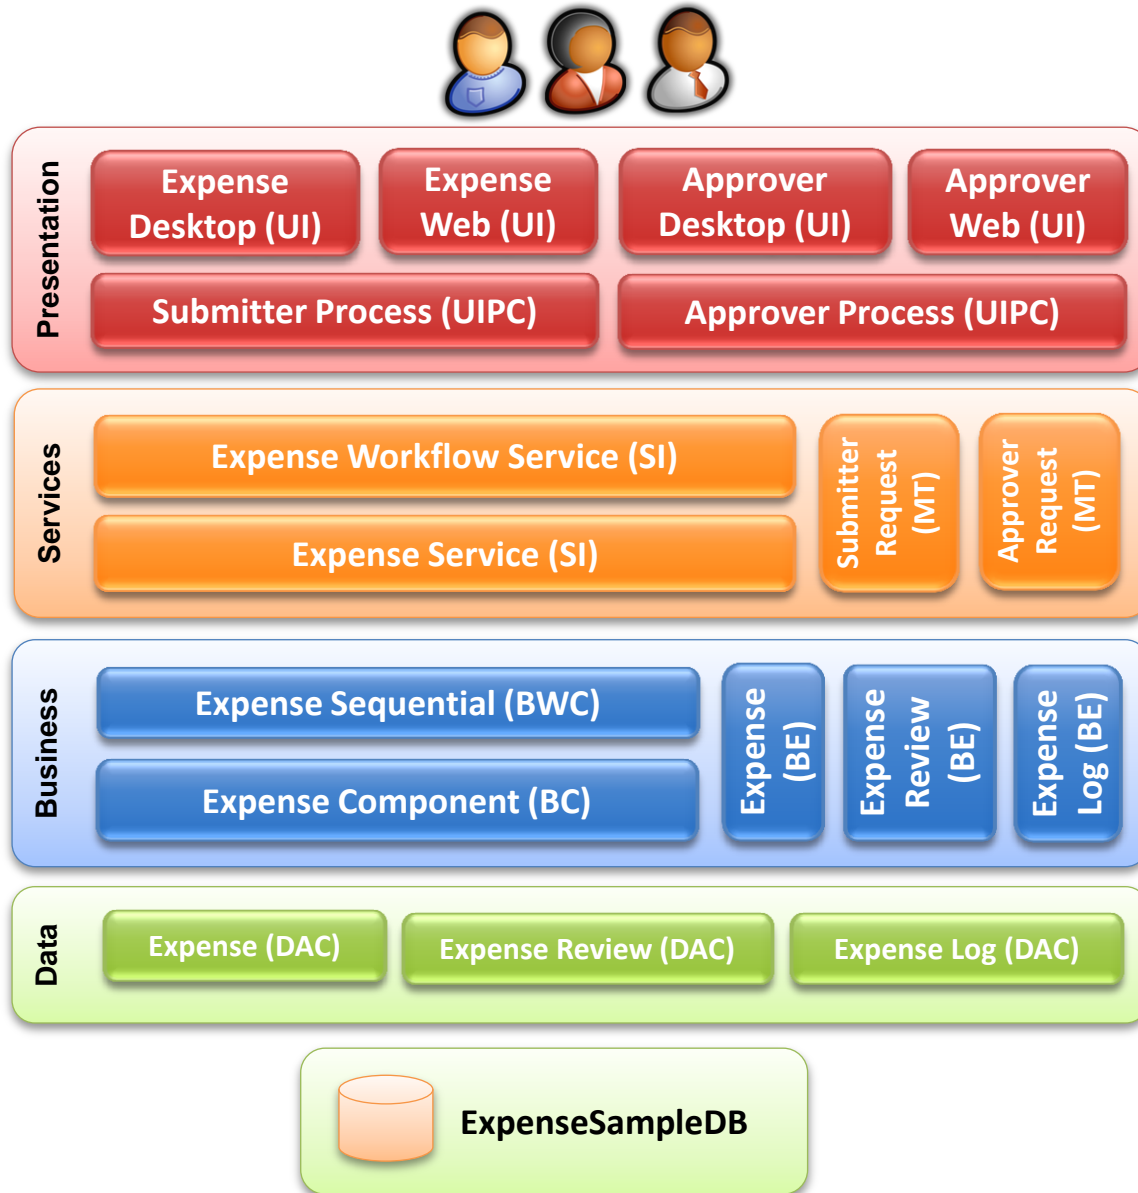 Presentation
Expense
Desktop (UI)
Expense
Web (UI)
Approver
Desktop (UI)
Approver
Web (UI)
Submitter Process (UIPC)
Approver Process (UIPC)
Services
Expense Workflow Service (SI)
Expense Service (SI)
Submitter
Request
(MT)
Approver
Request
(MT)
Business
Expense Sequential (BWC)
Expense Component (BC)
Expense
(BE)
Expense
Review
(BE)
Expense
Log (BE)
Data
Expense (DAC)
Expense Review (DAC)
Expense Log (DAC)
ExpenseSampleDB